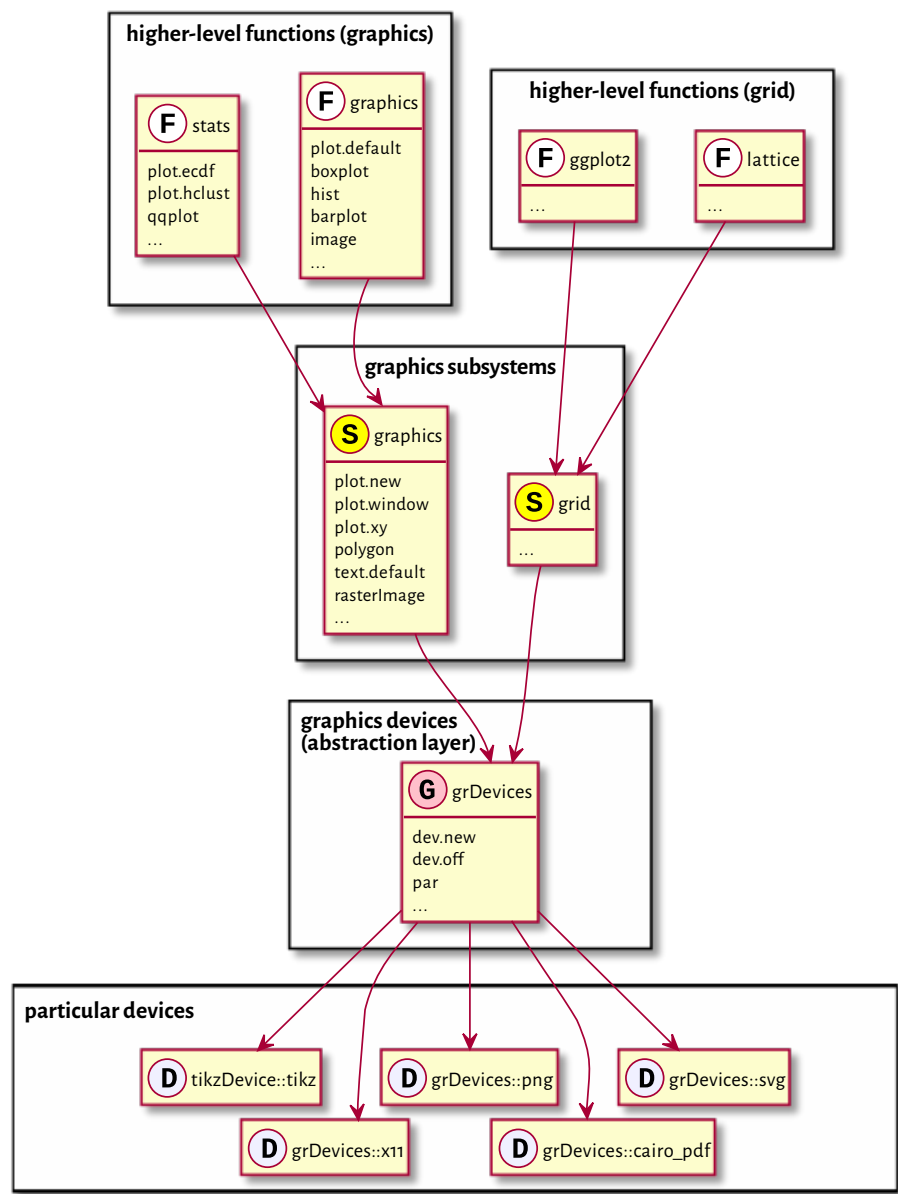 higher-level functions (graphics)
F stats
plot.ecdf
plot.hclust
qqplot
...
F graphics
plot.default
boxplot
hist
barplot
image
...
higher-level functions (grid)
F ggplot2
...
F lattice
...
graphics subsystems
S graphics
plot.new
plot.window
plot.xy
polygon
text.default
rasterImage
...
S grid
...
graphics devices
(abstraction layer)
G grDevices
dev.new
dev.off
par
...
particular devices
D tikzDevice::tikz
D grDevices::png
D grDevices::svg
D grDevices::x11
D grDevices::cairo_pdf